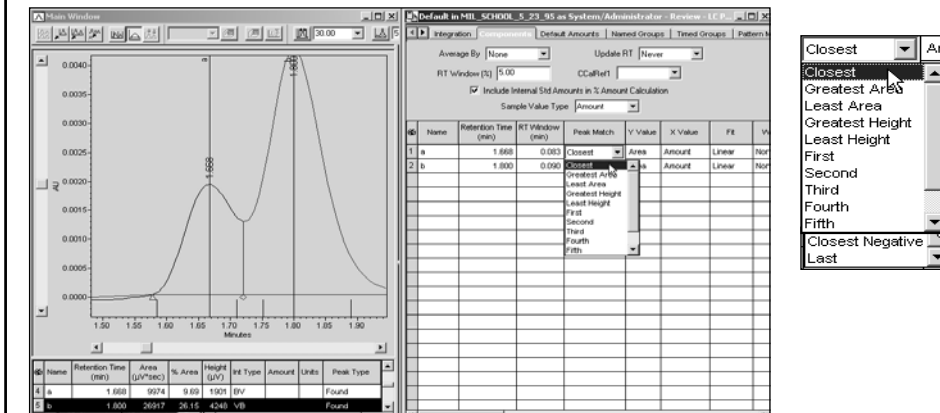 Main Window
30.00
5
0.0040
0.0035
0.0030
0.0025
0.0020
0.0015
0.0010
0.0005
0.0000
AU
a
1.668
1.800
1.50 1.55 1.60 1.65 1.70 1.75 1.80 1.85 1.90
Minutes
Name Retention Time (min) Area (µV*sec) % Area Height (µV) Int Type Amount Units Peak Type
4 a 1.668 9974 9.69 1901 BV Found
5 b 1.800 26917 26.15 4248 VB Found
Default in MIL_SCHOOL_5_23_95 as System/Administrator - Review - LC P...
Integration Components Default Amounts Named Groups Timed Groups Pattern M
Average By None Update RT Never
RT Window (%) 5.00 CCalRef1
Include Internal Std Amounts in % Amount Calculation
Sample Value Type Amount
Name Retention Time (min) RT Window (min) Peak Match Y Value X Value Fit
1 a 1.668 0.083 Closest Area Amount Linear Nor
2 b 1.800 0.090 Closest Amount Linear Nor
Closest
Greatest Area
Least Area
Greatest Height
Least Height
First
Second
Third
Fourth
Fifth
Closest
Closest
Greatest Area
Least Area
Greatest Height
Least Height
First
Second
Third
Fourth
Fifth
Closest Negative
Last